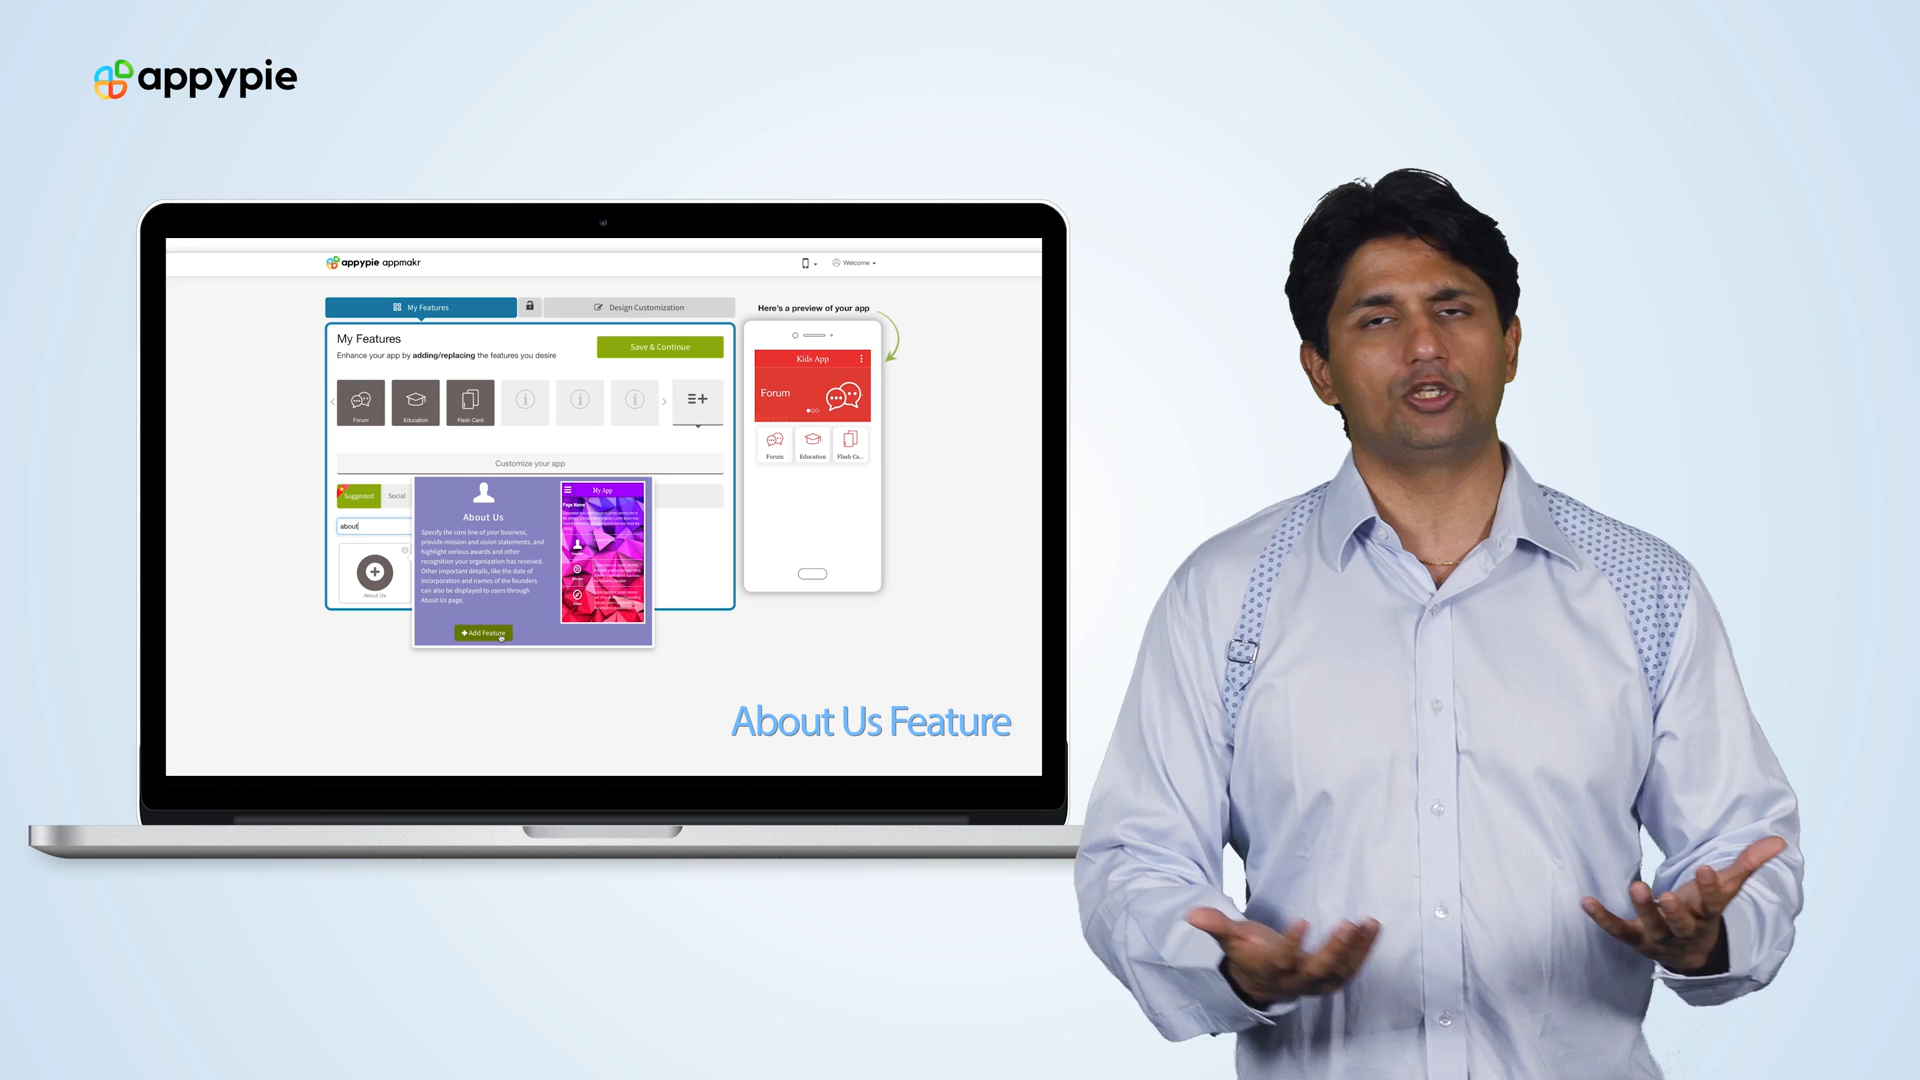 appypie
appypie appmakr
Welcome
My Features
Design Customization
Here's a preview of your app
My Features
Enhance your app by adding/replacing the features you desire
Save & Continue
Forum
Education
Flash Card
Kids App
Forum
Forum
Education
Flash Ca...
Customize your app
Suggested
Social
about
About Us
About Us
Specify the core line of your business,
provide mission and vision statements, and
highlight various awards and other
recognition your organization has received.
Other important details, like the date of
incorporation and names of the founders
can also be displayed to users through
About Us page.
Add Feature
My App
Page Name
About Us Feature